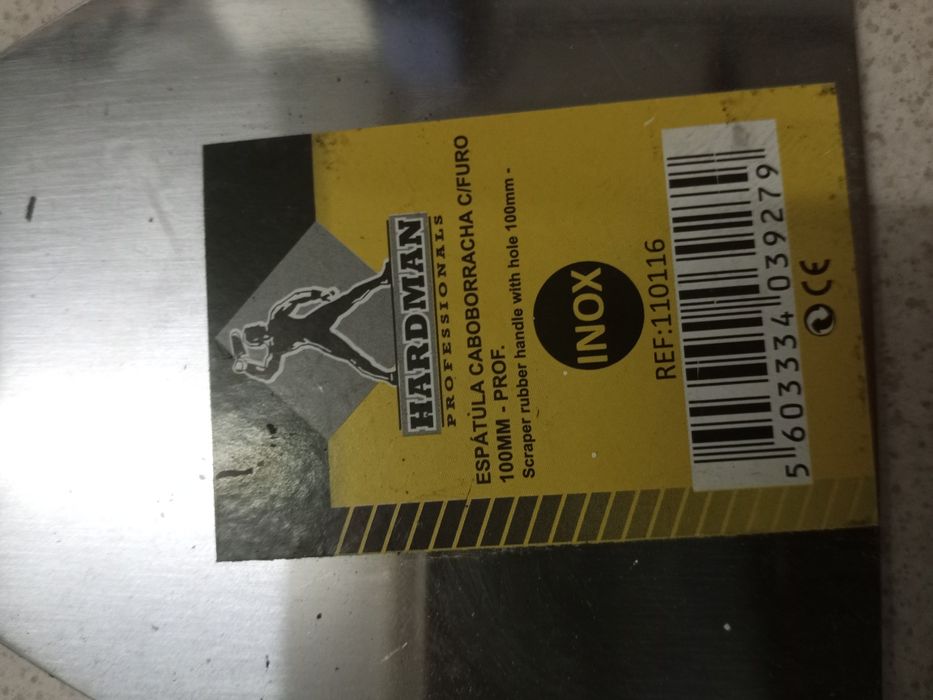 HARDMAN
PROFESSIONALS
ESPÁTULA CABOBORRACHA C/FURO
100MM - PROF.
Scraper rubber handle with hole 100mm -
INOX
REF:110116
5 603334 039279
CE